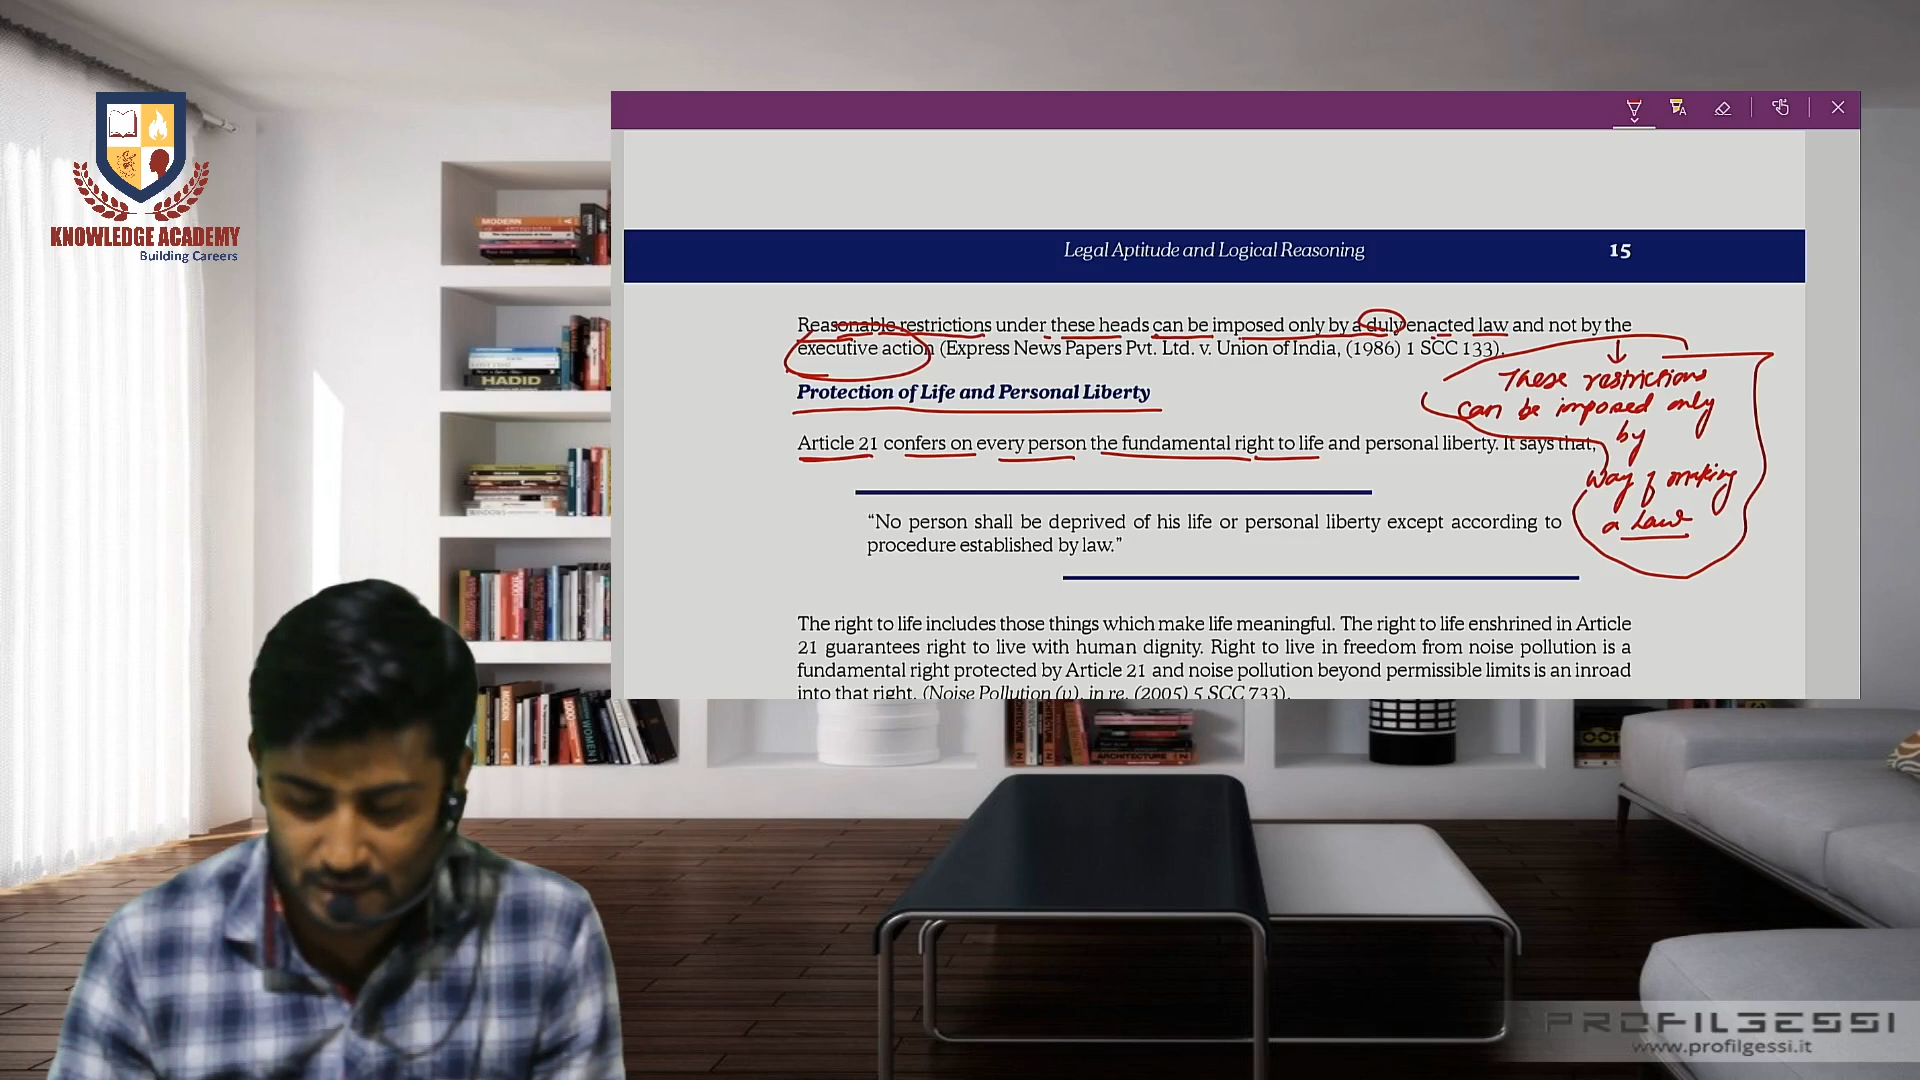 KNOWLEDGE ACADEMY
Building Careers
Legal Aptitude and Logical Reasoning 15
Reasonable restrictions under these heads can be imposed only by a duly enacted law and not by the
executive action (Express News Papers Pvt. Ltd. v. Union of India, (1986) 1 SCC 133).
These restrictions
can be imposed only
by
way of making
a Law
Protection of Life and Personal Liberty
Article 21 confers on every person the fundamental right to life and personal liberty. It says that,
“No person shall be deprived of his life or personal liberty except according to
procedure established by law.”
The right to life includes those things which make life meaningful. The right to life enshrined in Article
21 guarantees right to live with human dignity. Right to live in freedom from noise pollution is a
fundamental right protected by Article 21 and noise pollution beyond permissible limits is an inroad
into that right. (Noise Pollution (v), in re, (2005) 5 SCC 733).
MODERN
HADID
WINDOWS
MODERN
1000
WOMEN
ARCHITECTURE
PROFILGESSI
www.profilgessi.it